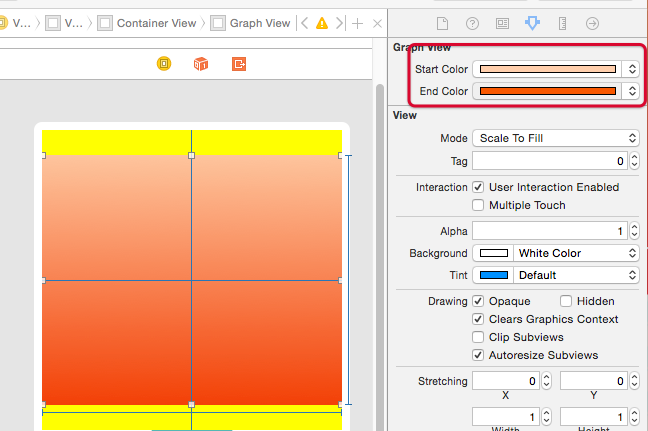 V... V... Container View Graph View
Graph View
Start Color
End Color
View
Mode Scale To Fill
Tag 0
Interaction User Interaction Enabled
Multiple Touch
Alpha 1
Background White Color
Tint Default
Drawing Opaque Hidden
Clears Graphics Context
Clip Subviews
Autoresize Subviews
Stretching 0 0
X Y
1 1
Width Height